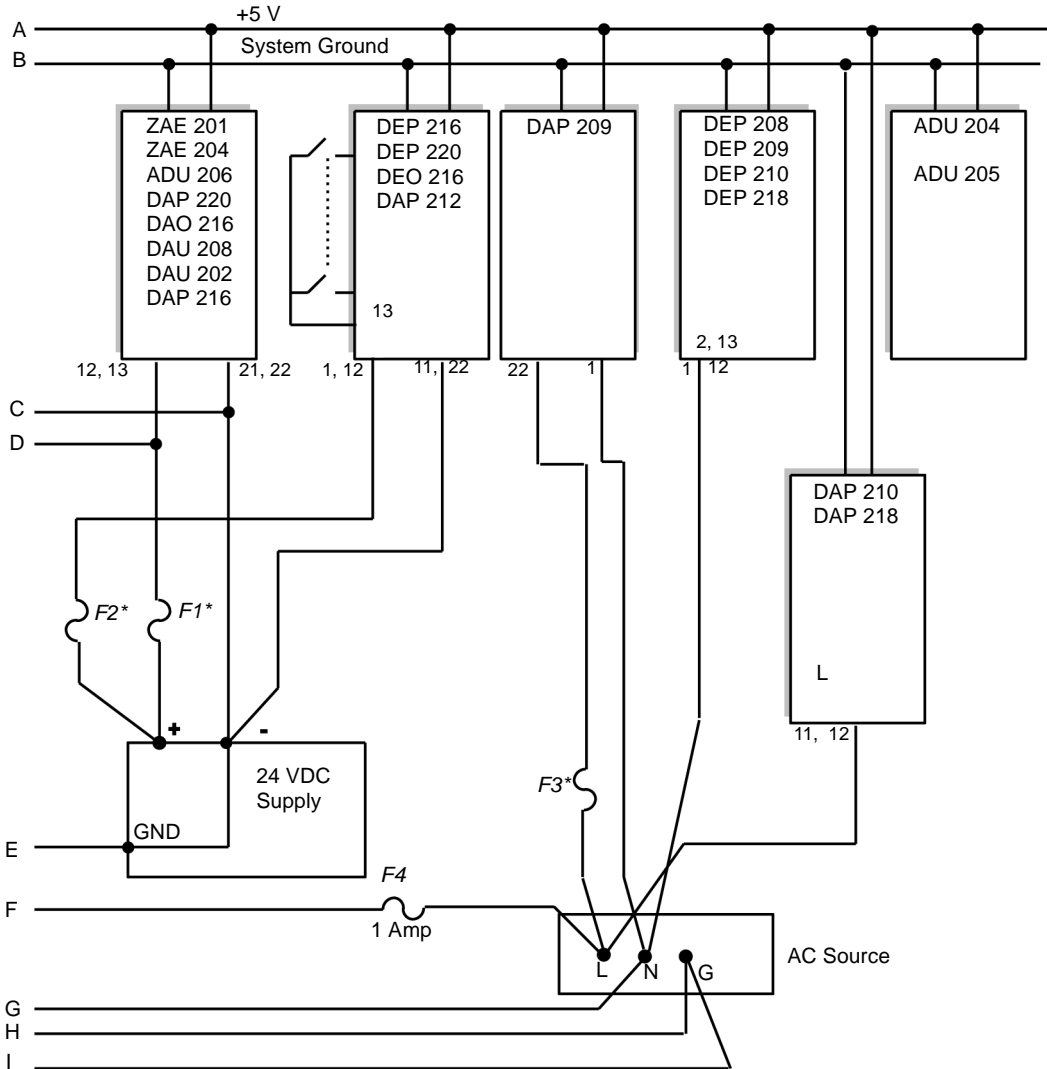 +5 V
A
System Ground
B
ZAE 201
ZAE 204
ADU 206
DAP 220
DAO 216
DAU 208
DAU 202
DAP 216
DEP 216
DEP 220
DEO 216
DAP 212
13
DAP 209
DEP 208
DEP 209
DEP 210
DEP 218
2, 13
ADU 204
ADU 205
12, 13
21, 22
1, 12
11, 22
22
1
1 12
C
D
DAP 210
DAP 218
L
11, 12
F2*
F1*
+
-
24 VDC
Supply
F3*
GND
E
F4
F
1 Amp
L
N
G
AC Source
G
H
I